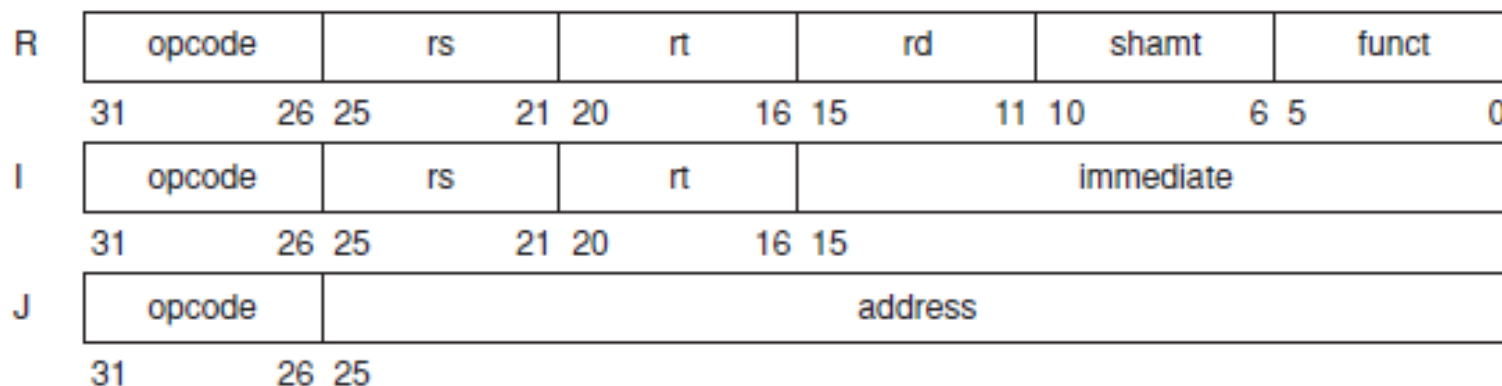 R opcode rs rt rd shamt funct
31 26 25 21 20 16 15 11 10 6 5 0
I opcode rs rt immediate
31 26 25 21 20 16 15
J opcode address
31 26 25